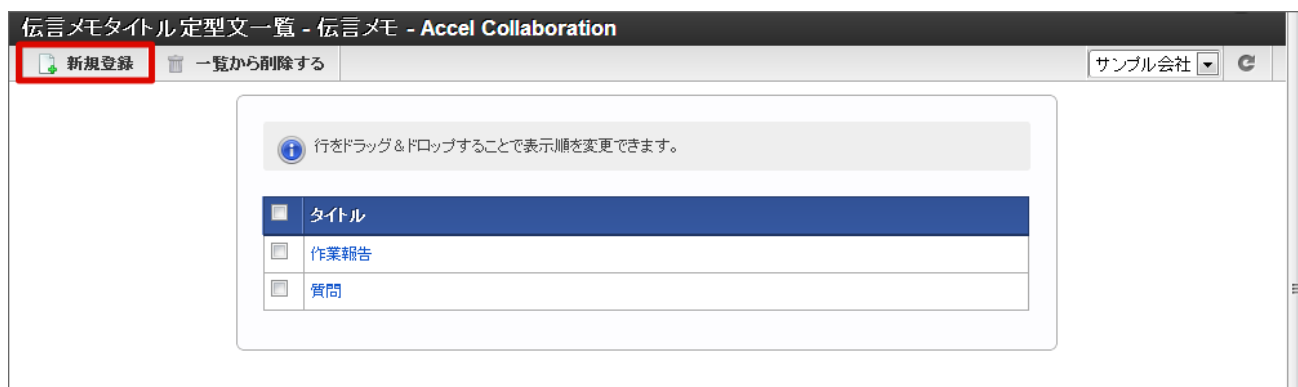 伝言メモタイトル定型文一覧 - 伝言メモ - Accel Collaboration
新規登録 一覧から削除する サンプル会社
行をドラッグ&ドロップすることで表示順を変更できます。
タイトル
作業報告
質問